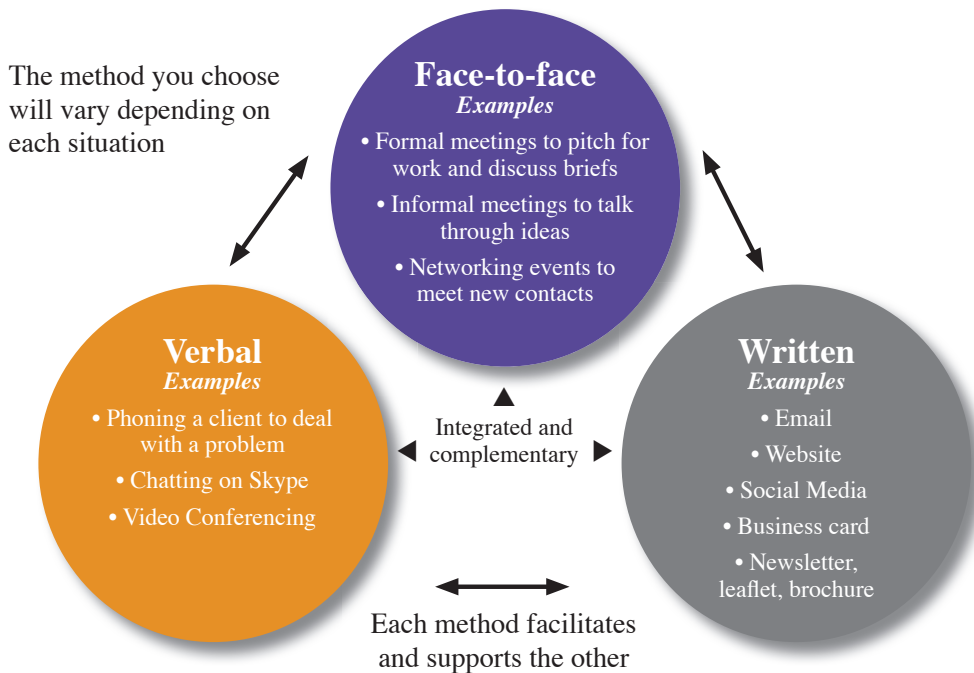 The method you choose
will vary depending on
each situation
Face-to-face
Examples
• Formal meetings to pitch for
work and discuss briefs
• Informal meetings to talk
through ideas
• Networking events to
meet new contacts
Verbal
Examples
• Phoning a client to deal
with a problem
• Chatting on Skype
• Video Conferencing
Integrated and
complementary
Written
Examples
• Email
• Website
• Social Media
• Business card
• Newsletter,
leaflet, brochure
Each method facilitates
and supports the other